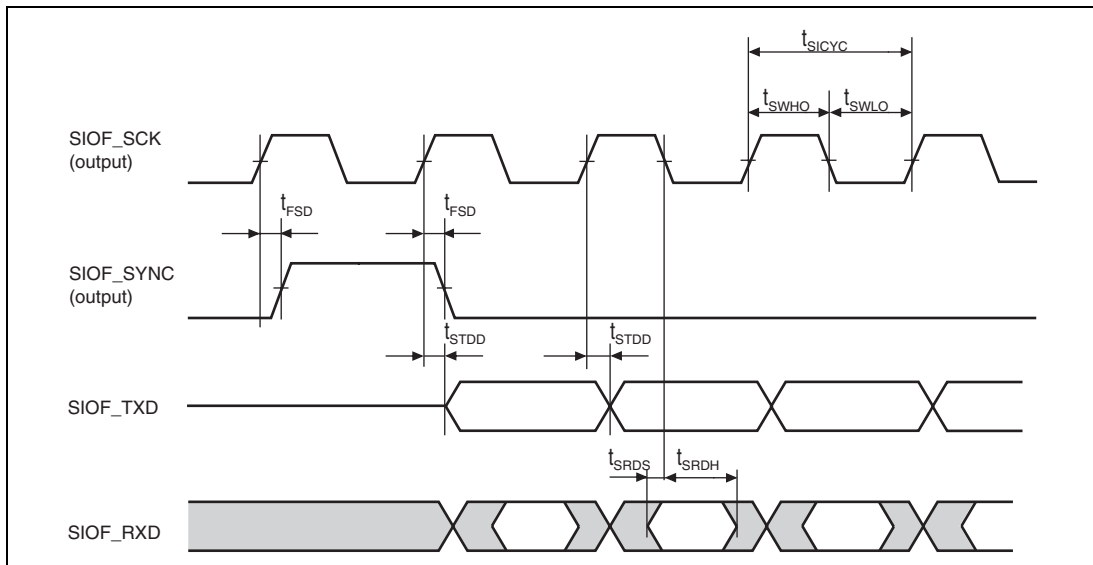 tSICYC
tSWHO tSWLO
SIOF_SCK
(output)
tFSD tFSD
SIOF_SYNC
(output)
tSTDD tSTDD
SIOF_TXD
tSRDS tSRDH
SIOF_RXD